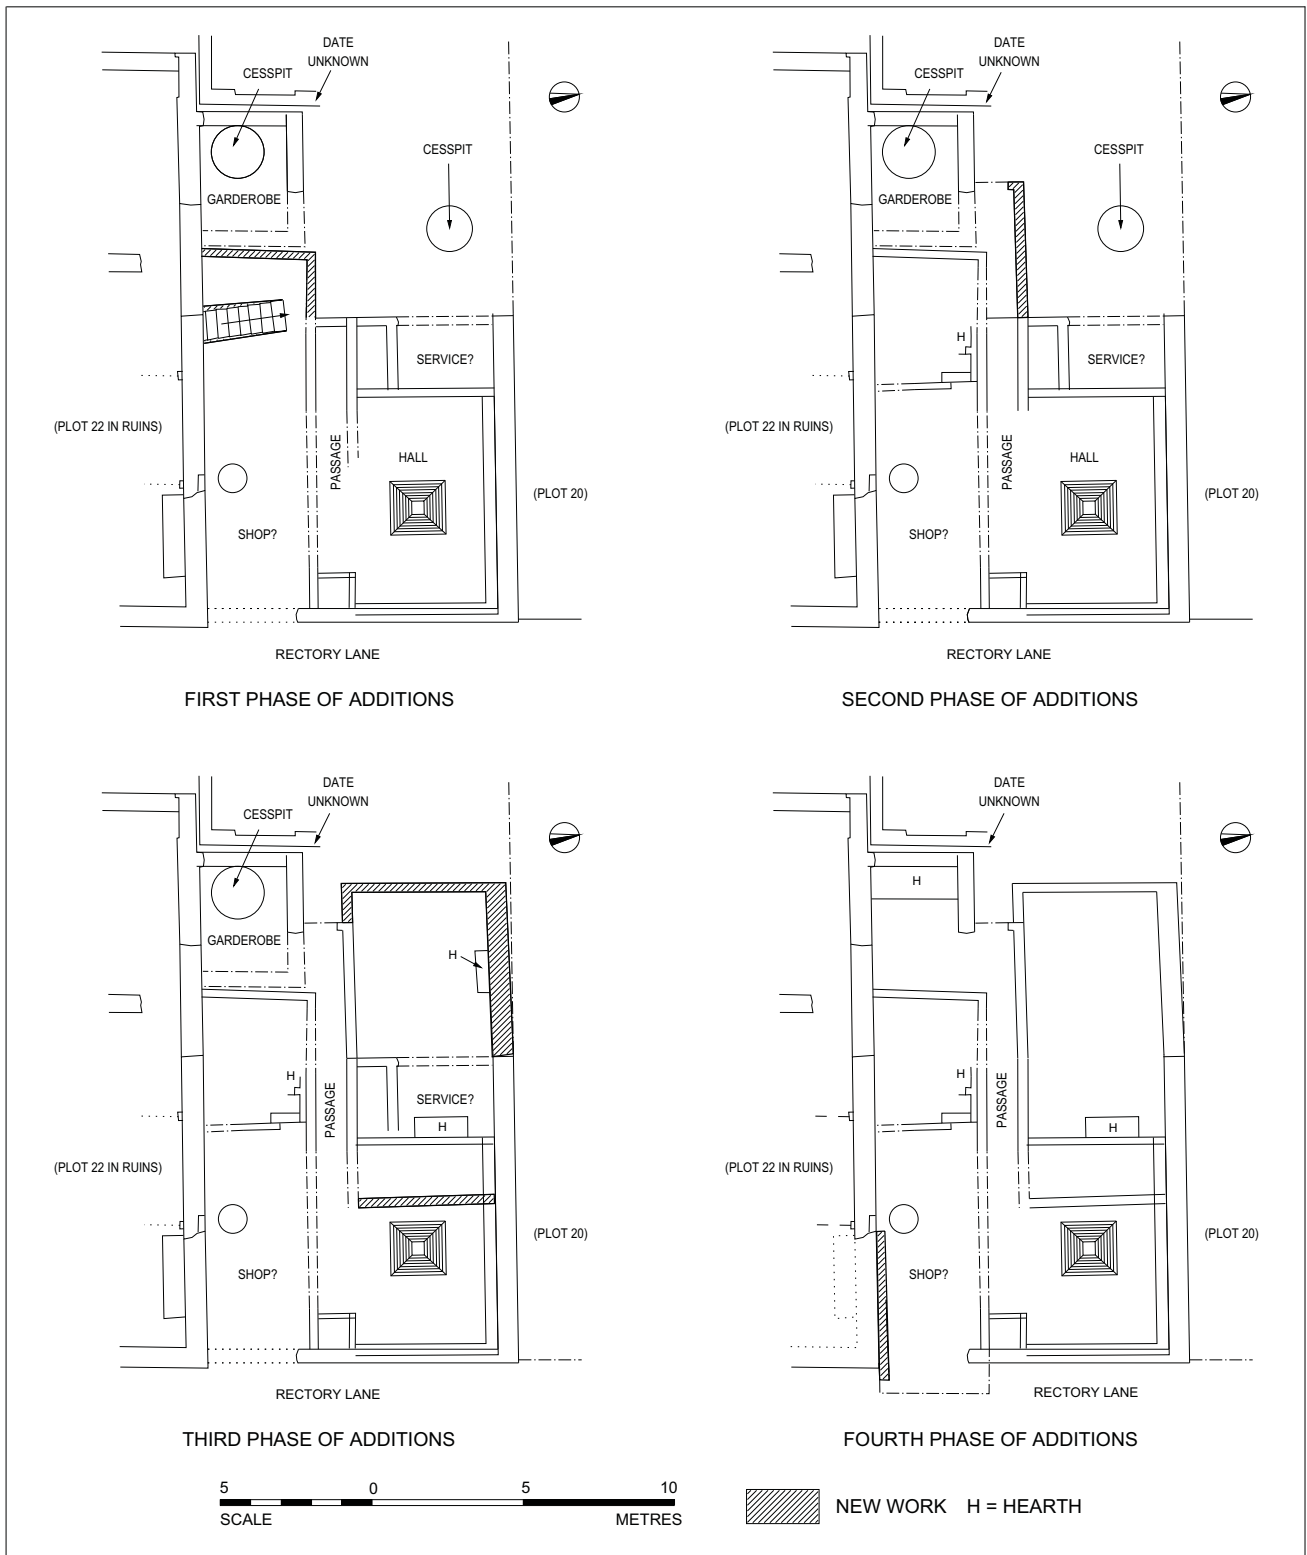 DATE
UNKNOWN
CESSPIT
CESSPIT
GARDEROBE
SERVICE?
(PLOT 22 IN RUINS)
PASSAGE
HALL
(PLOT 20)
SHOP?
RECTORY LANE
FIRST PHASE OF ADDITIONS
DATE
UNKNOWN
CESSPIT
CESSPIT
GARDEROBE
H
SERVICE?
(PLOT 22 IN RUINS)
PASSAGE
HALL
(PLOT 20)
SHOP?
RECTORY LANE
SECOND PHASE OF ADDITIONS
DATE
UNKNOWN
CESSPIT
GARDEROBE
H
H
PASSAGE
SERVICE?
H
(PLOT 22 IN RUINS)
(PLOT 20)
SHOP?
RECTORY LANE
THIRD PHASE OF ADDITIONS
DATE
UNKNOWN
H
H
PASSAGE
H
(PLOT 22 IN RUINS)
(PLOT 20)
SHOP?
RECTORY LANE
FOURTH PHASE OF ADDITIONS
5 0 5 10
SCALE METRES
NEW WORK H = HEARTH